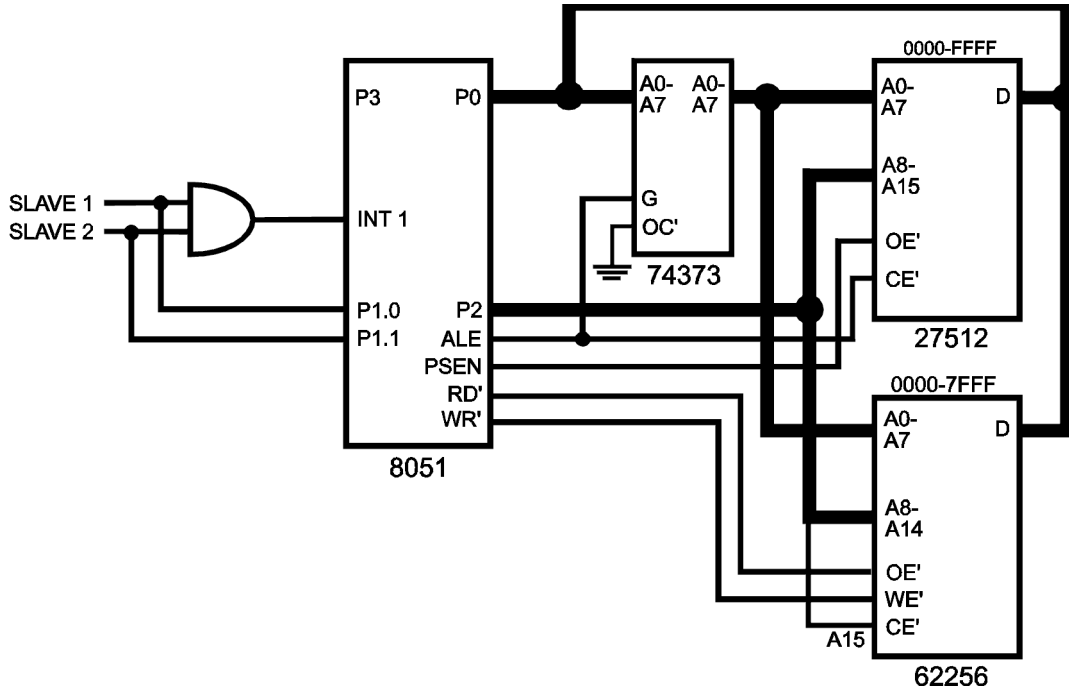 0000-FFFF
P3
P0
A0-
A7
A0-
A7
A0-
A7
D
A8-
A15
SLAVE 1
SLAVE 2
INT 1
G
OC'
OE'
CE'
74373
27512
P1.0
P1.1
P2
ALE
PSEN
RD'
WR'
8051
0000-7FFF
A0-
A7
D
A8-
A14
OE'
WE'
CE'
A15
62256